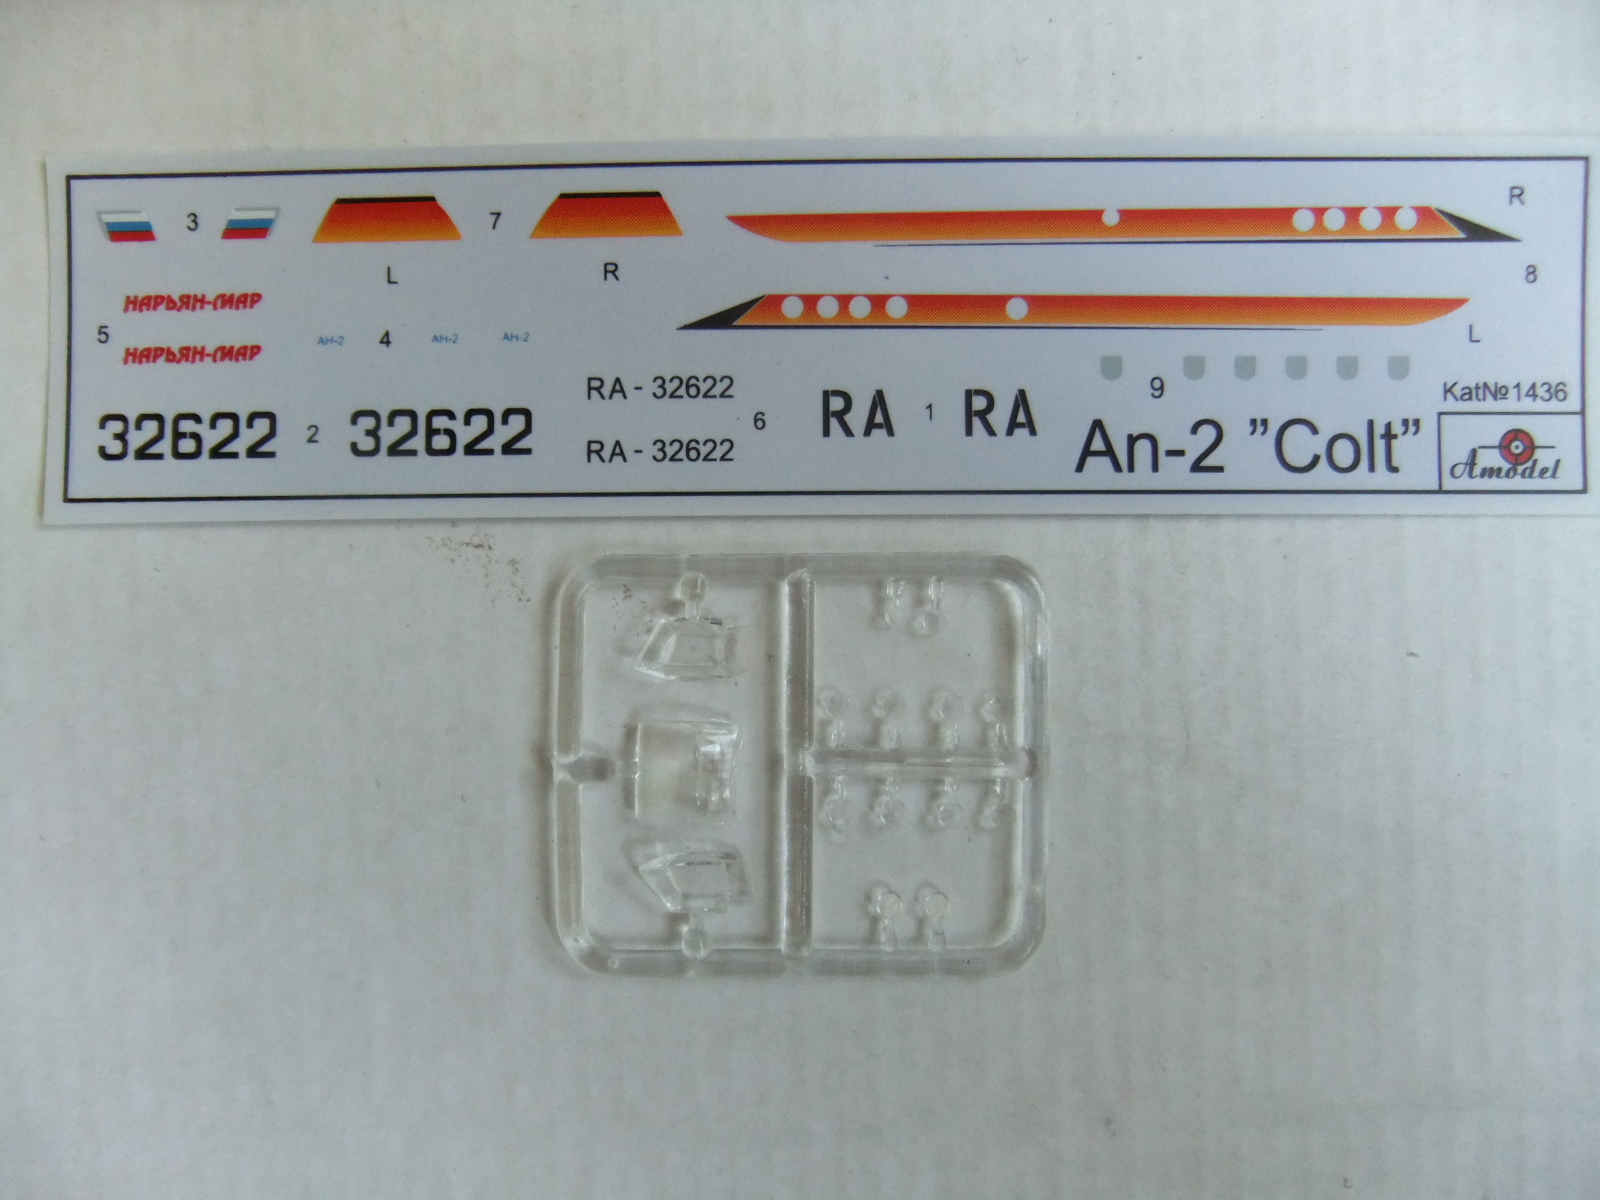 3
7
R
L
R
8
НАРЬЯН-МАР
5
АН-2 4 АН-2 АН-2
L
НАРЬЯН-МАР
RA - 32622
9
KatNo1436
32622 2 32622
6
RA 1 RA
RA - 32622
An-2 ”Colt”
Amodel